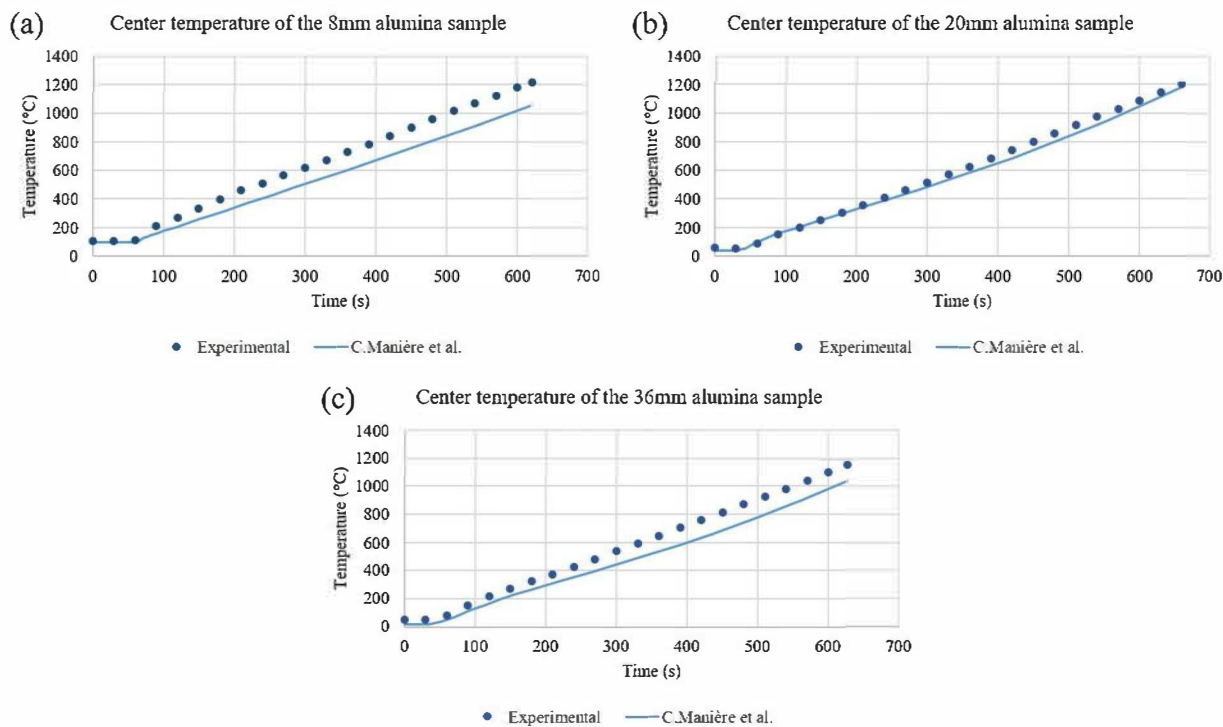 (a) Center temperature of the 8mm alumina sample
1400
1200
1000
800
600
400
200
0
Temperature (°C)
0 100 200 300 400 500 600 700
Time (s)
Experimental C.Manière et al.
(b) Center temperature of the 20mm alumina sample
1400
1200
1000
800
600
400
200
0
Temperature (°C)
0 100 200 300 400 500 600 700
Time (s)
Experimental C.Manière et al.
(c) Center temperature of the 36mm alumina sample
1400
1200
1000
800
600
400
200
0
Temperature (°C)
0 100 200 300 400 500 600 700
Time (s)
Experimental C.Manière et al.